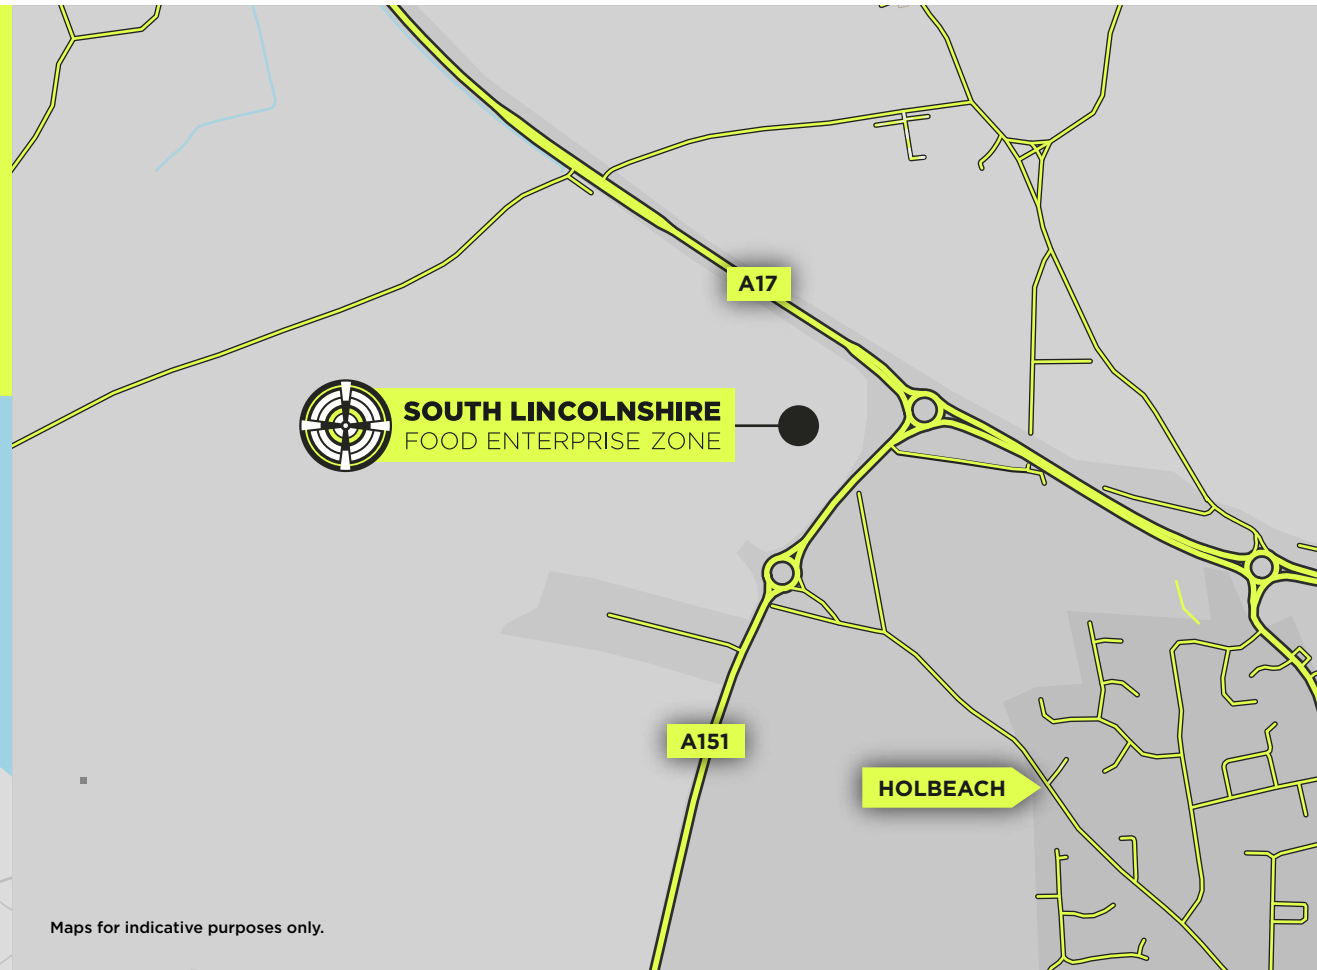 A17
SOUTH LINCOLNSHIRE
FOOD ENTERPRISE ZONE
A151
HOLBEACH
Maps for indicative purposes only.